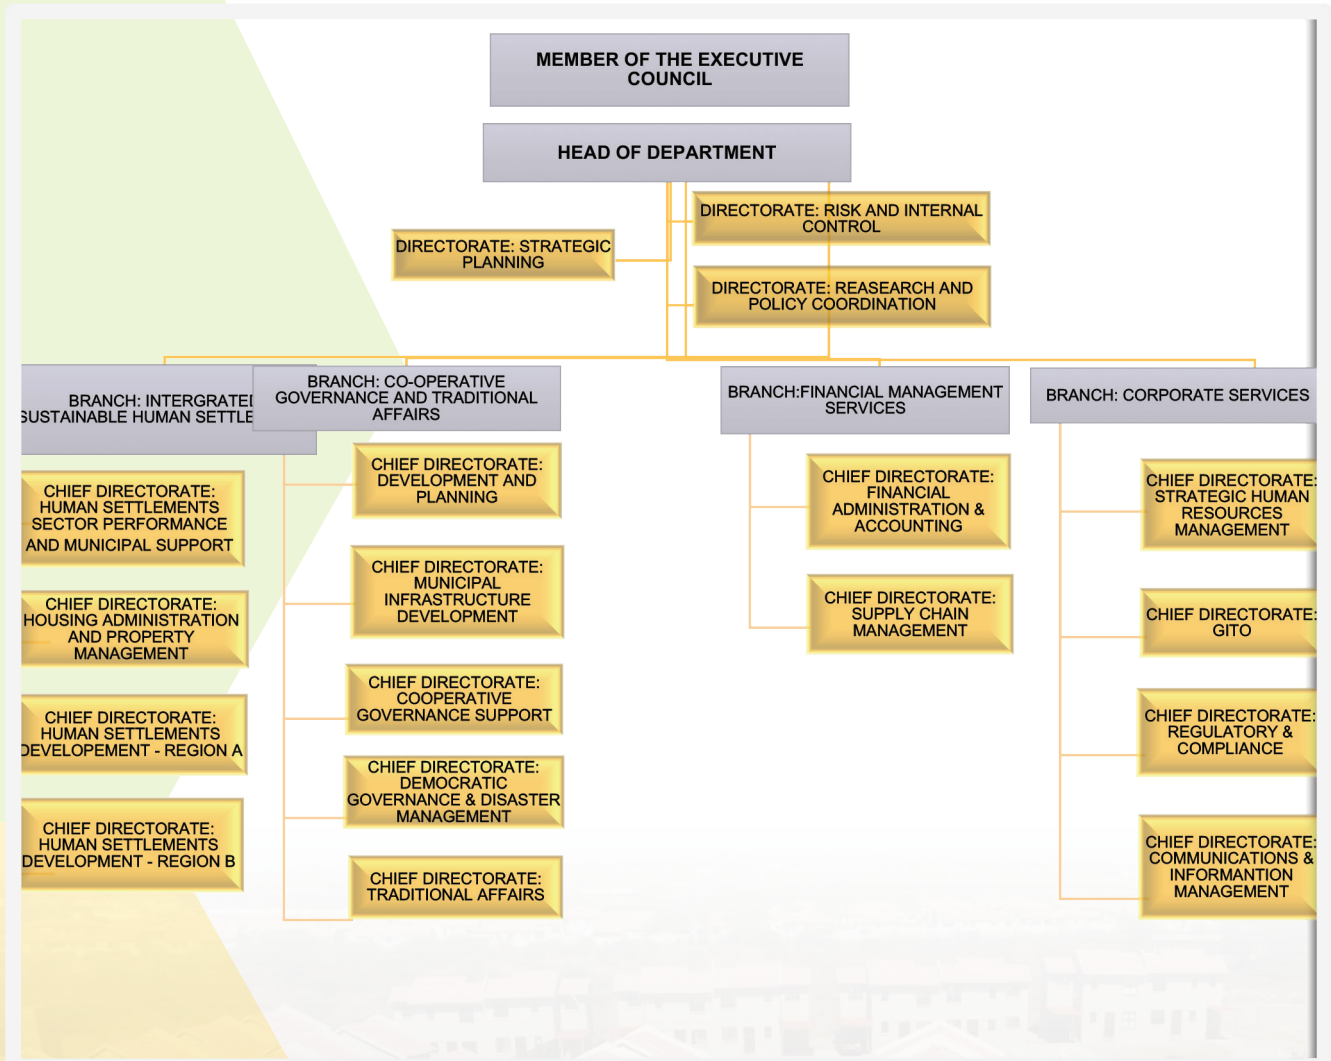 MEMBER OF THE EXECUTIVE
COUNCIL
HEAD OF DEPARTMENT
DIRECTORATE: RISK AND INTERNAL
CONTROL
DIRECTORATE: STRATEGIC
PLANNING
DIRECTORATE: REASEARCH AND
POLICY COORDINATION
BRANCH: INTERGRATE
SUSTAINABLE HUMAN SETTLE
CHIEF DIRECTORATE:
HUMAN SETTLEMENTS
SECTOR PERFORMANCE
AND MUNICIPAL SUPPORT
CHIEF DIRECTORATE:
HOUSING ADMINISTRATION
AND PROPERTY
MANAGEMENT
CHIEF DIRECTORATE:
HUMAN SETTLEMENTS
DEVELOPEMENT - REGION A
CHIEF DIRECTORATE:
HUMAN SETTLEMENTS
DEVELOPMENT - REGION B
BRANCH: CO-OPERATIVE
GOVERNANCE AND TRADITIONAL
AFFAIRS
CHIEF DIRECTORATE:
DEVELOPMENT AND
PLANNING
CHIEF DIRECTORATE:
MUNICIPAL
INFRASTRUCTURE
DEVELOPMENT
CHIEF DIRECTORATE:
COOPERATIVE
GOVERNANCE SUPPORT
CHIEF DIRECTORATE:
DEMOCRATIC
GOVERNANCE & DISASTER
MANAGEMENT
CHIEF DIRECTORATE:
TRADITIONAL AFFAIRS
BRANCH:FINANCIAL MANAGEMENT
SERVICES
CHIEF DIRECTORATE:
FINANCIAL
ADMINISTRATION &
ACCOUNTING
CHIEF DIRECTORATE:
SUPPLY CHAIN
MANAGEMENT
BRANCH: CORPORATE SERVICES
CHIEF DIRECTORATE:
STRATEGIC HUMAN
RESOURCES
MANAGEMENT
CHIEF DIRECTORATE:
GITO
CHIEF DIRECTORATE:
REGULATORY &
COMPLIANCE
CHIEF DIRECTORATE:
COMMUNICATIONS &
INFORMANTION
MANAGEMENT